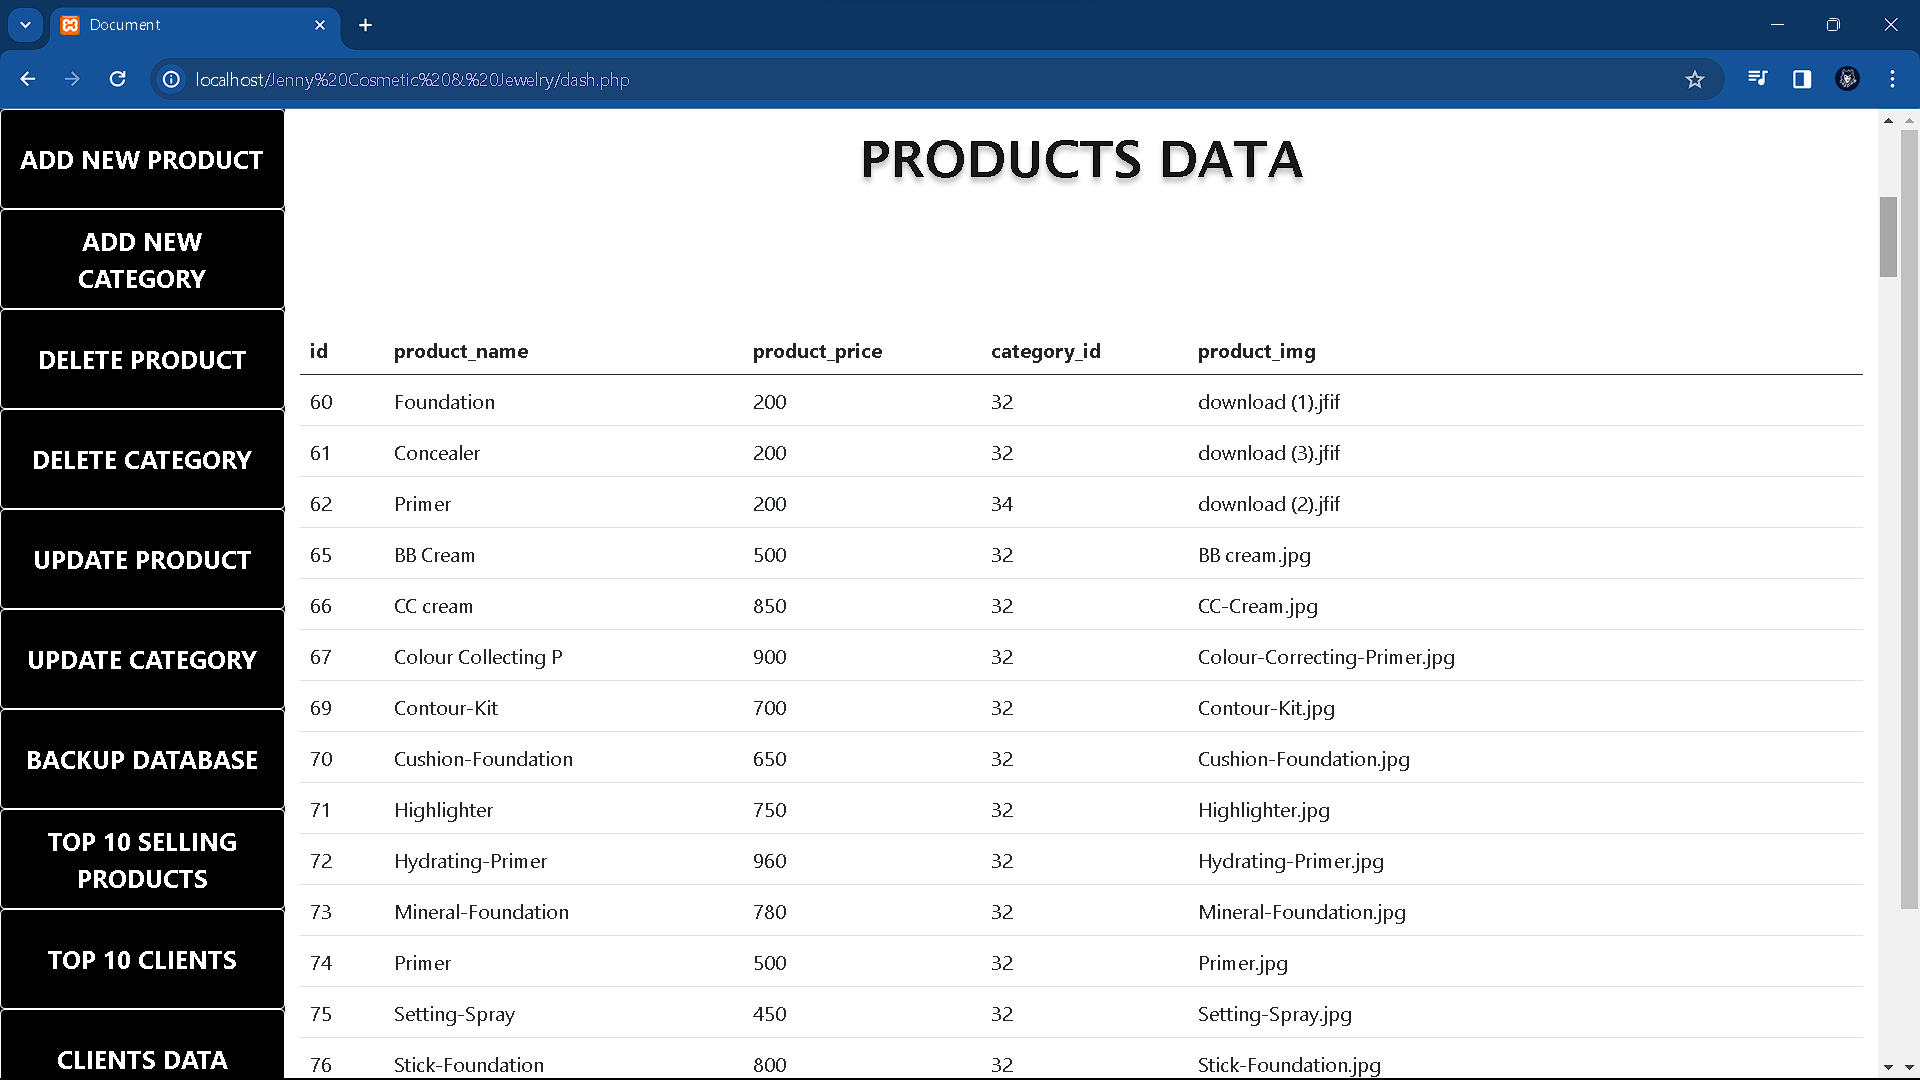 Document
localhost/Jenny%20Cosmetic%20&%20Jewelry/dash.php
ADD NEW PRODUCT
ADD NEW
CATEGORY
DELETE PRODUCT
DELETE CATEGORY
UPDATE PRODUCT
UPDATE CATEGORY
BACKUP DATABASE
TOP 10 SELLING
PRODUCTS
TOP 10 CLIENTS
CLIENTS DATA
PRODUCTS DATA
id product_name product_price category_id product_img
60 Foundation 200 32 download (1).jfif
61 Concealer 200 32 download (3).jfif
62 Primer 200 34 download (2).jfif
65 BB Cream 500 32 BB cream.jpg
66 CC cream 850 32 CC-Cream.jpg
67 Colour Collecting P 900 32 Colour-Correcting-Primer.jpg
69 Contour-Kit 700 32 Contour-Kit.jpg
70 Cushion-Foundation 650 32 Cushion-Foundation.jpg
71 Highlighter 750 32 Highlighter.jpg
72 Hydrating-Primer 960 32 Hydrating-Primer.jpg
73 Mineral-Foundation 780 32 Mineral-Foundation.jpg
74 Primer 500 32 Primer.jpg
75 Setting-Spray 450 32 Setting-Spray.jpg
76 Stick-Foundation 800 32 Stick-Foundation.jpg